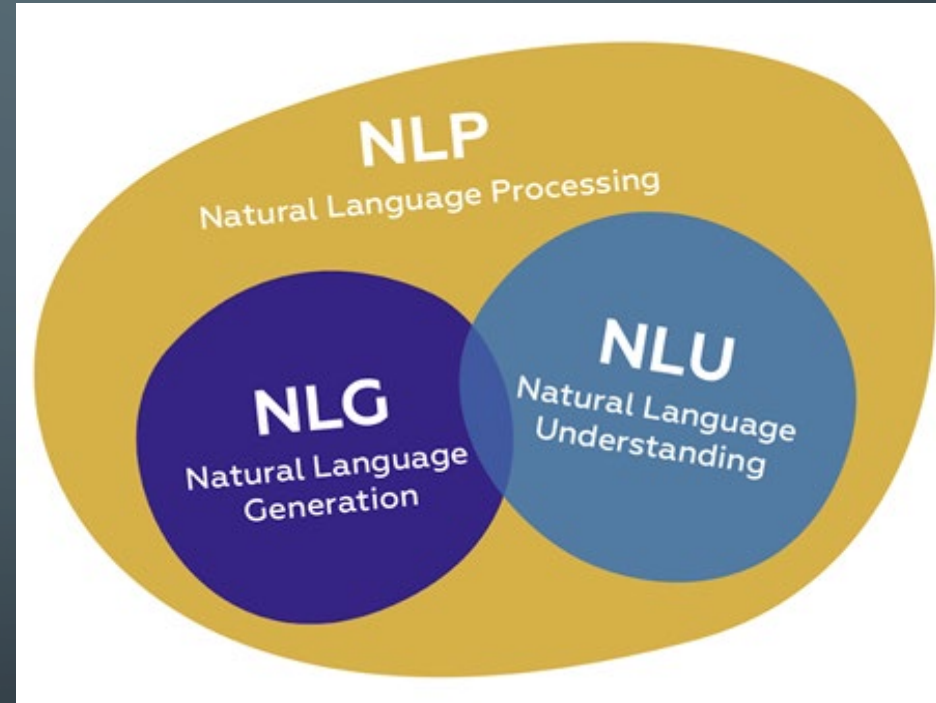 NLP
Natural Language Processing
NLG
Natural Language
Generation
NLU
Natural Language
Understanding